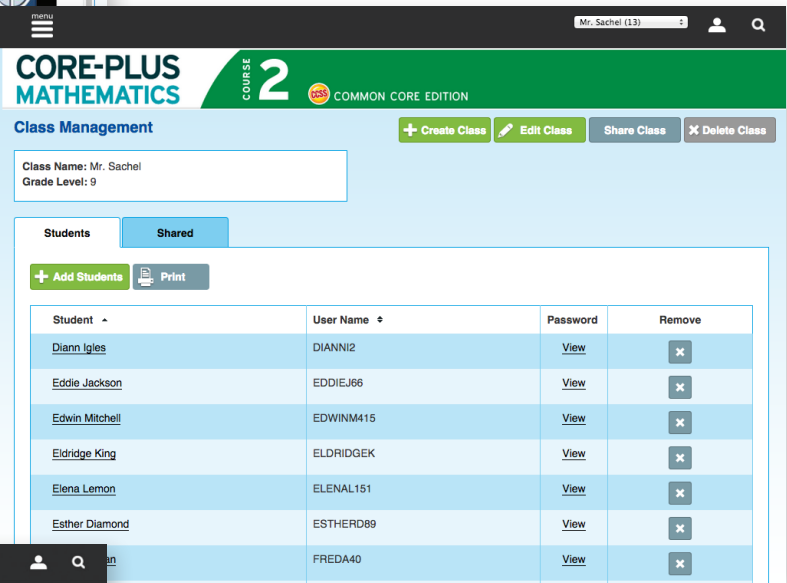 menu
Mr. Sachel (13)
CORE-PLUS
MATHEMATICS
COURSE 2
CCSS COMMON CORE EDITION
Class Management
Create Class Edit Class Share Class Delete Class
Class Name: Mr. Sachel
Grade Level: 9
Students Shared
Add Students Print
Student User Name Password Remove
Diann Igles DIANNI2 View
Eddie Jackson EDDIEJ66 View
Edwin Mitchell EDWINM415 View
Eldridge King ELDRIDGEK View
Elena Lemon ELENAL151 View
Esther Diamond ESTHERD89 View
FREDA40 View